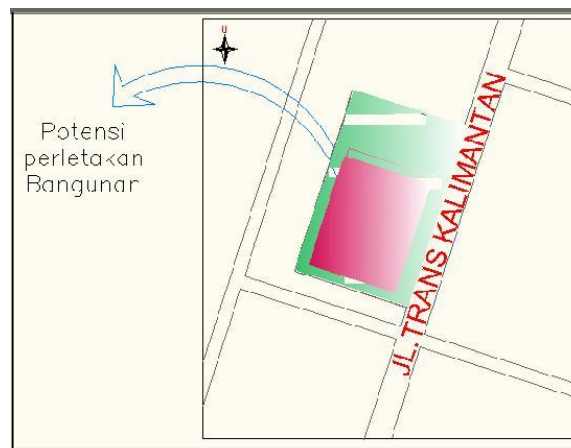 u
Potensi
perletakan
Bangunar
JL. TRANS KALIMANTAN